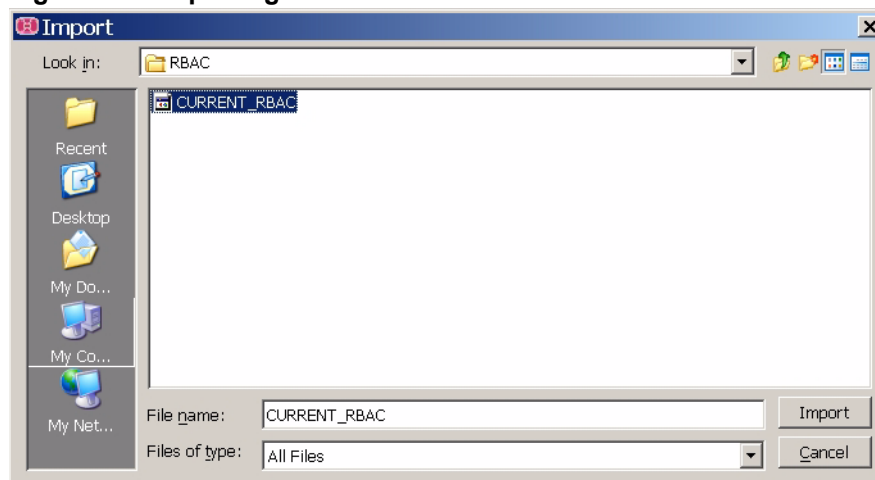 Import
Look in:
RBAC
CURRENT_RBAC
Recent
Desktop
My Do...
My Co...
My Net...
File name:
CURRENT_RBAC
Import
Files of type:
All Files
Cancel